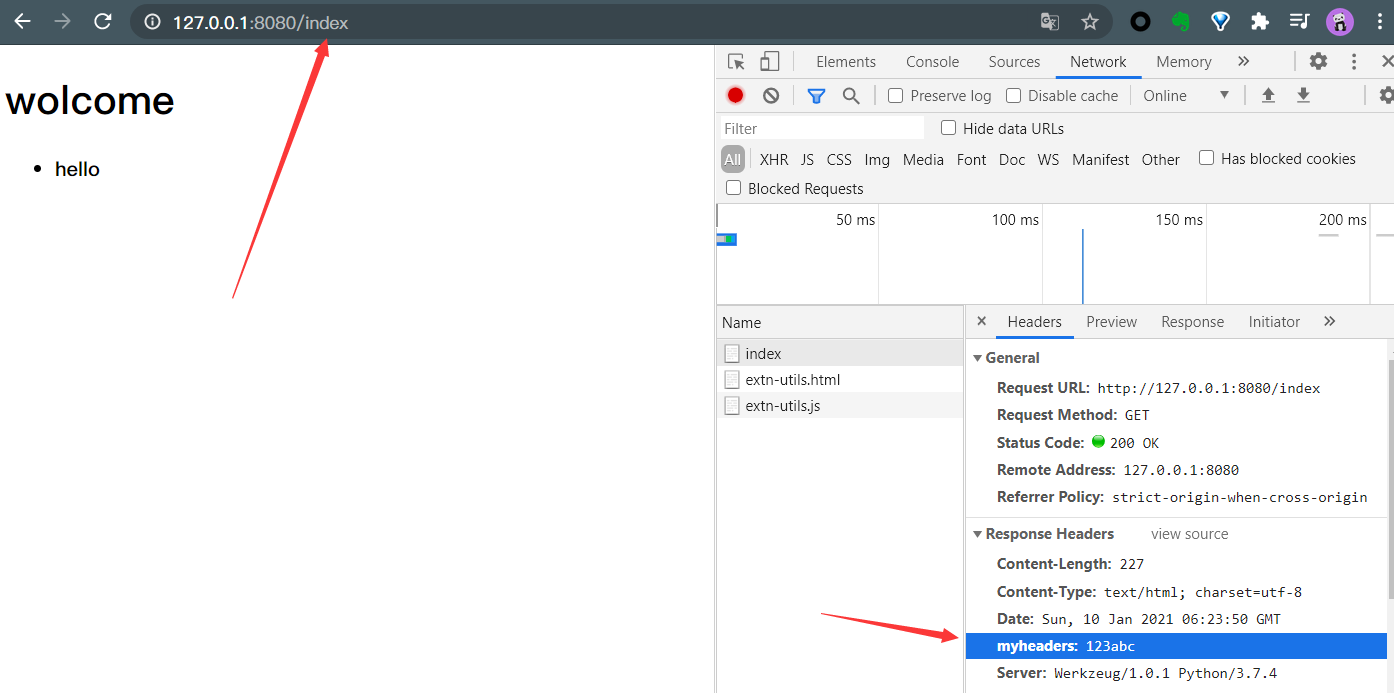 127.0.0.1:8080/index
wolcome
hello
Elements Console Sources Network Memory
Preserve log Disable cache Online
Filter Hide data URLs
All XHR JS CSS Img Media Font Doc WS Manifest Other Has blocked cookies
Blocked Requests
50 ms 100 ms 150 ms 200 ms
Name
index
extn-utils.html
extn-utils.js
Headers Preview Response Initiator
General
Request URL: http://127.0.0.1:8080/index
Request Method: GET
Status Code: 200 OK
Remote Address: 127.0.0.1:8080
Referrer Policy: strict-origin-when-cross-origin
Response Headers view source
Content-Length: 227
Content-Type: text/html; charset=utf-8
Date: Sun, 10 Jan 2021 06:23:50 GMT
myheaders: 123abc
Server: Werkzeug/1.0.1 Python/3.7.4